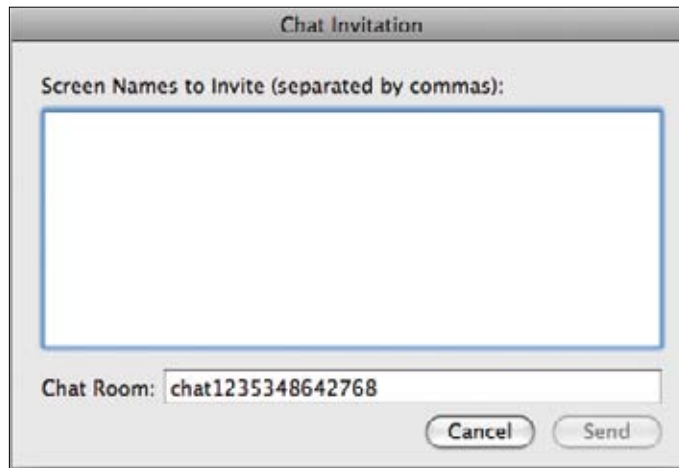 Chat Invitation
Screen Names to Invite (separated by commas):
Chat Room: chat1235348642768
Cancel Send